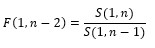 F(1, n − 2) = S(1, n) / S(1, n − 1)